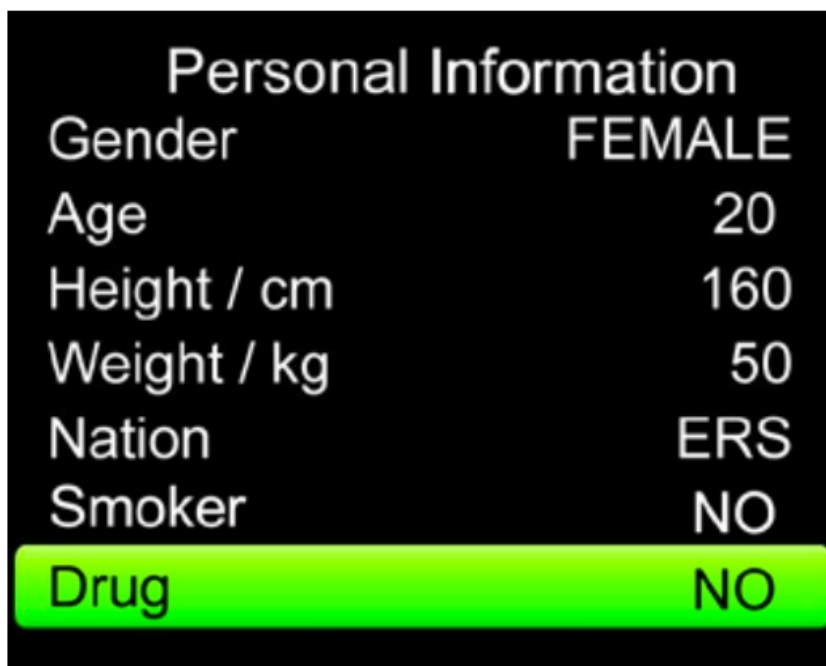 Personal Information
Gender FEMALE
Age 20
Height / cm 160
Weight / kg 50
Nation ERS
Smoker NO
Drug NO